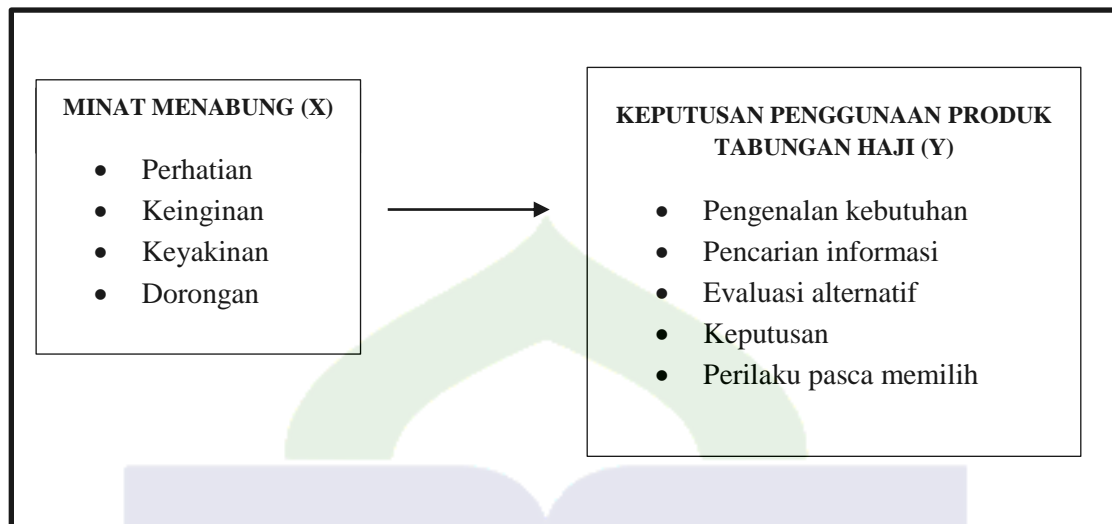 MINAT MENABUNG (X)
• Perhatian
• Keinginan
• Keyakinan
• Dorongan
KEPUTUSAN PENGGUNAAN PRODUK
TABUNGAN HAJI (Y)
• Pengenalan kebutuhan
• Pencarian informasi
• Evaluasi alternatif
• Keputusan
• Perilaku pasca memilih